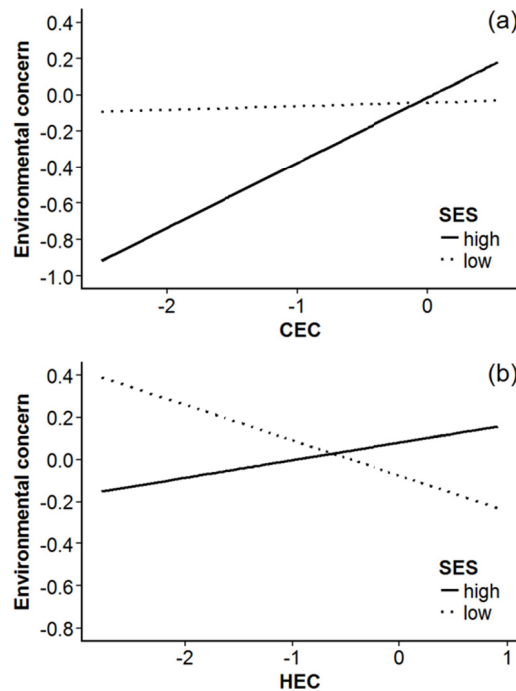 (a)
Environmental concern
0.4
0.2
0.0
-0.2
-0.4
-0.6
-0.8
-1.0
SES
high
low
-2 -1 0
CEC
(b)
Environmental concern
0.4
0.2
0.0
-0.2
-0.4
-0.6
-0.8
SES
high
low
-2 -1 0 1
HEC